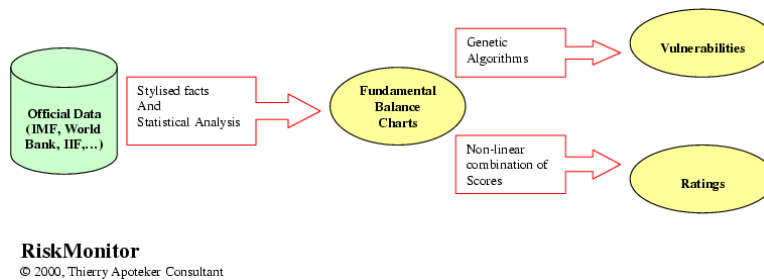 Official Data
(IMF, World
Bank, IIF,...)
Stylised facts
And
Statistical Analysis
Fundamental
Balance
Charts
Genetic
Algorithms
Vulnerabilities
Non-linear
combination of
Scores
Ratings
RiskMonitor
© 2000, Thierry Apoteker Consultant